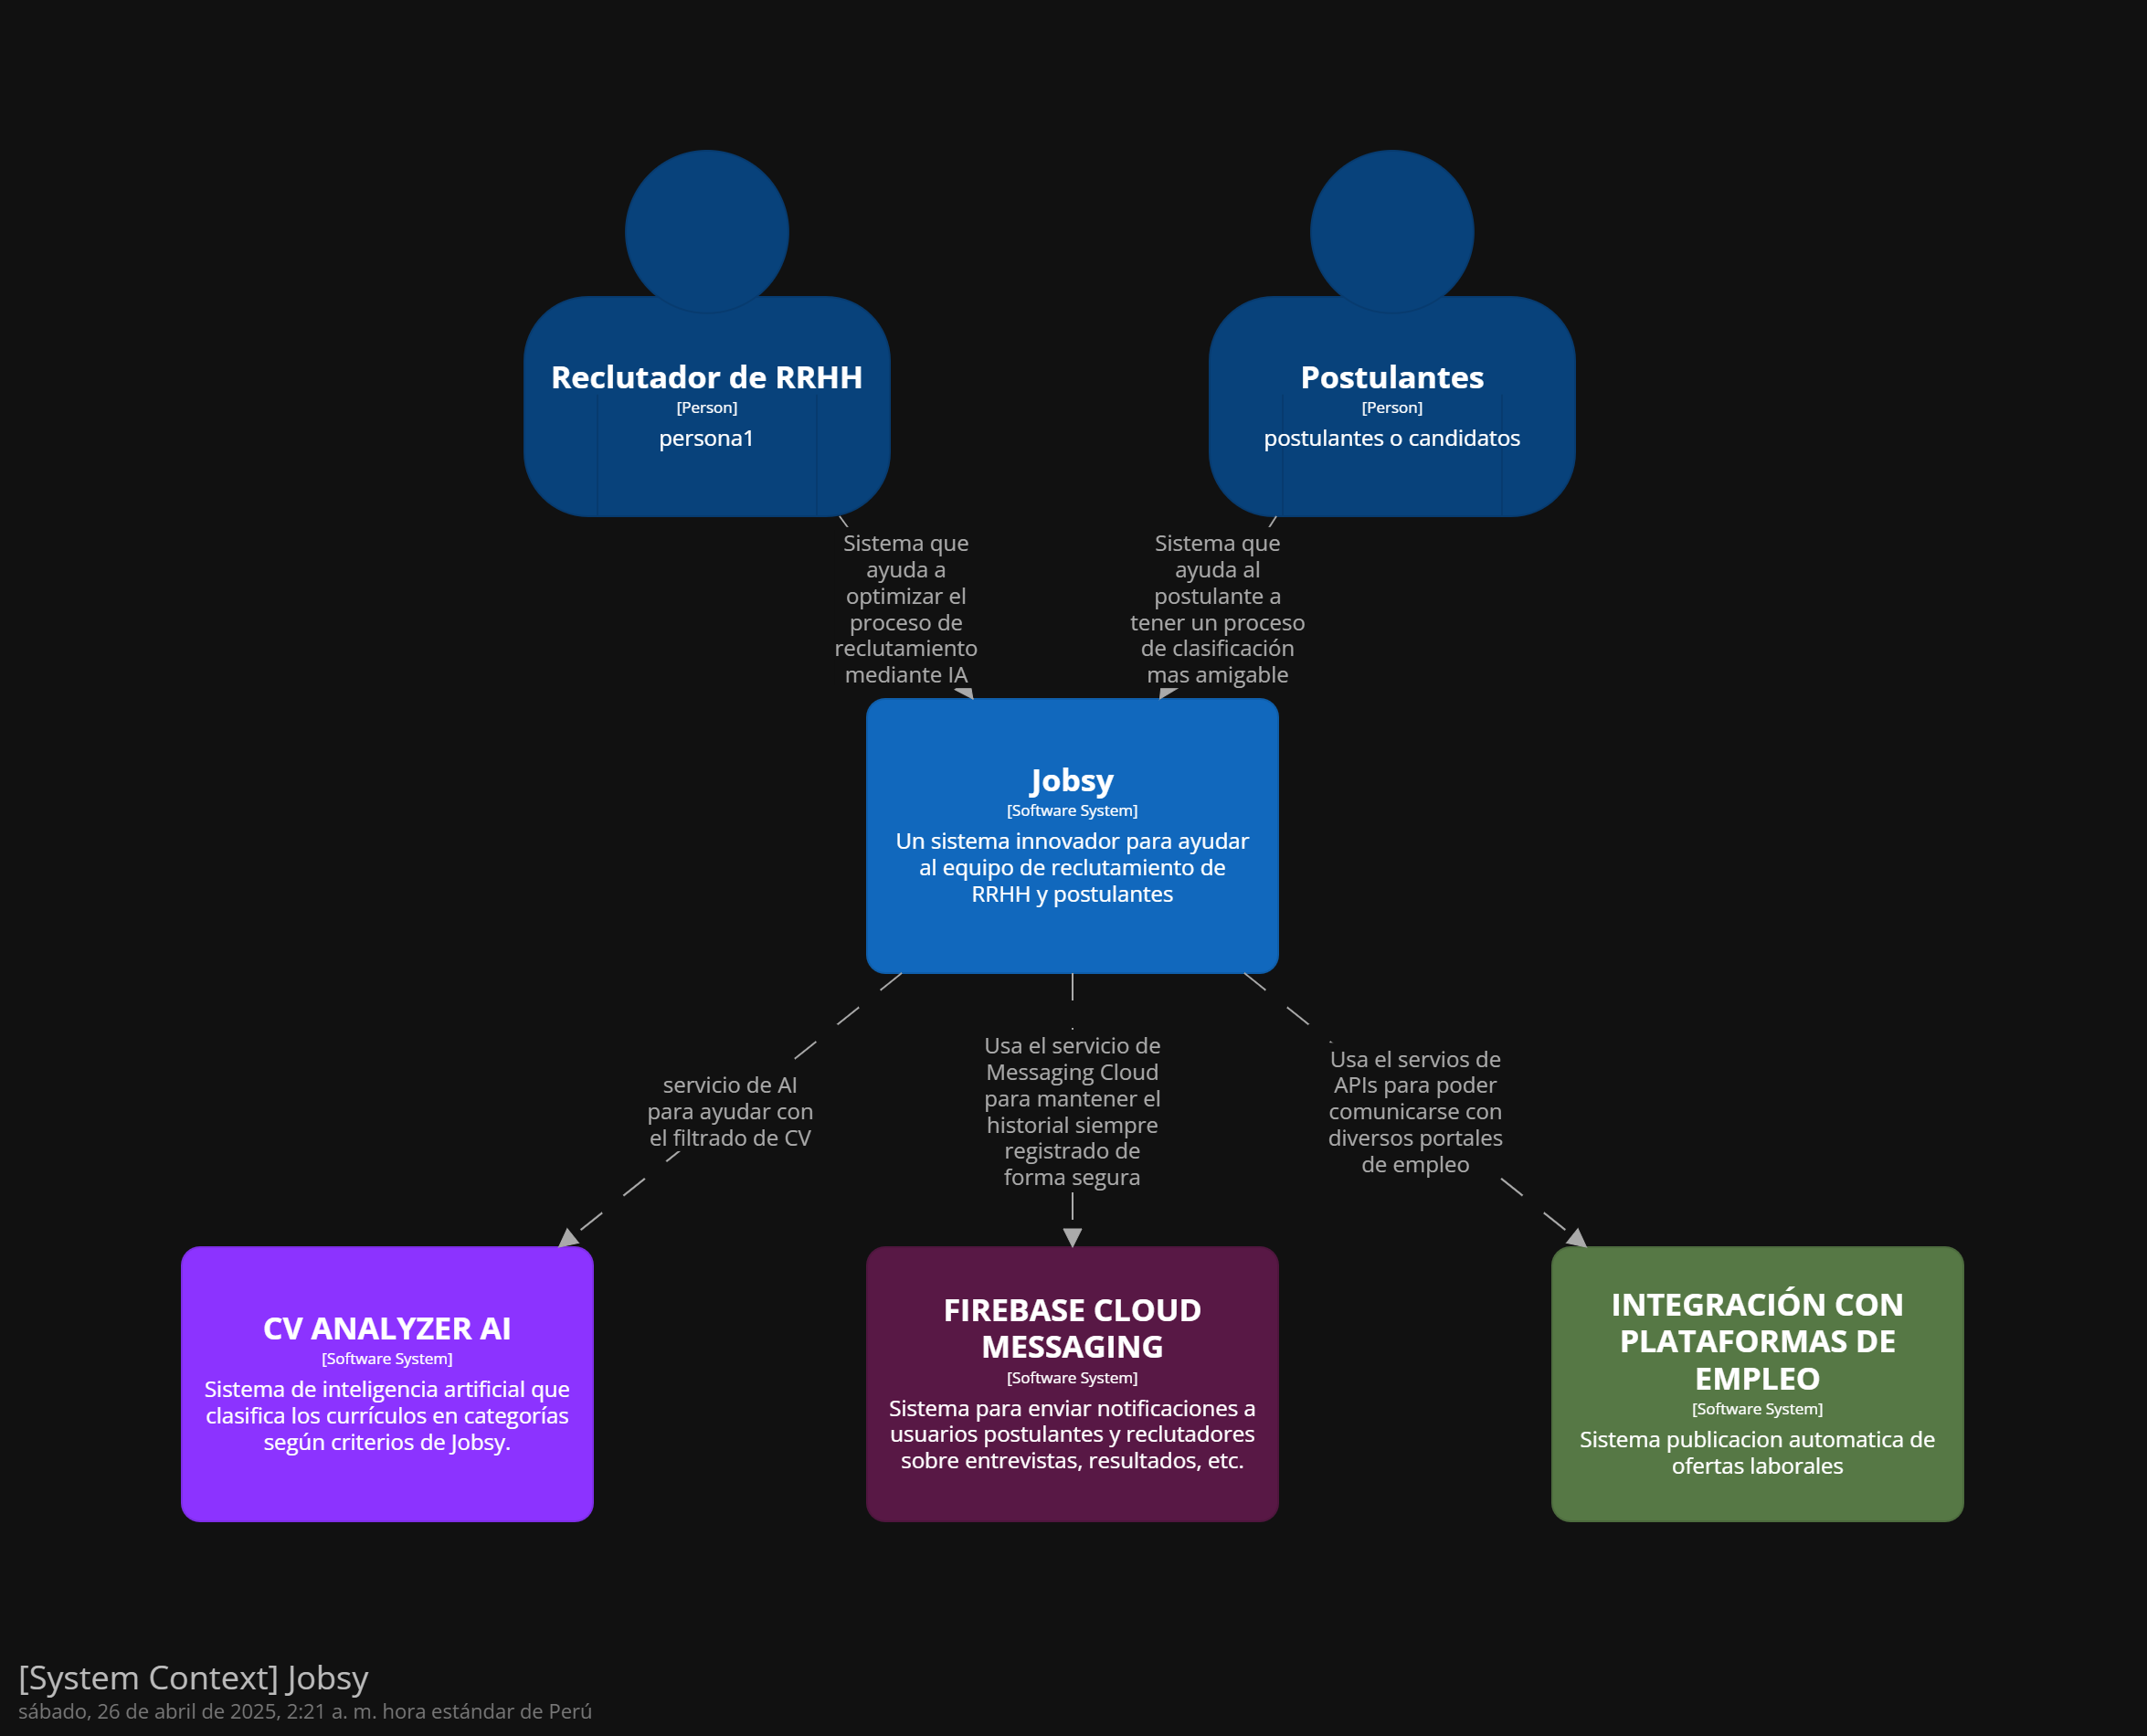 Reclutador de RRHH
[Person]
persona1
Postulantes
[Person]
postulantes o candidatos
Sistema que
ayuda a
optimizar el
proceso de
reclutamiento
mediante IA
Sistema que
ayuda al
postulante a
tener un proceso
de clasificación
mas amigable
Jobsy
[Software System]
Un sistema innovador para ayudar
al equipo de reclutamiento de
RRHH y postulantes
servicio de AI
para ayudar con
el filtrado de CV
Usa el servicio de
Messaging Cloud
para mantener el
historial siempre
registrado de
forma segura
Usa el servios de
APIs para poder
comunicarse con
diversos portales
de empleo
CV ANALYZER AI
[Software System]
Sistema de inteligencia artificial que
clasifica los currículos en categorías
según criterios de Jobsy.
FIREBASE CLOUD
MESSAGING
[Software System]
Sistema para enviar notificaciones a
usuarios postulantes y reclutadores
sobre entrevistas, resultados, etc.
INTEGRACIÓN CON
PLATAFORMAS DE
EMPLEO
[Software System]
Sistema publicacion automatica de
ofertas laborales
[System Context] Jobsy
sábado, 26 de abril de 2025, 2:21 a. m. hora estándar de Perú